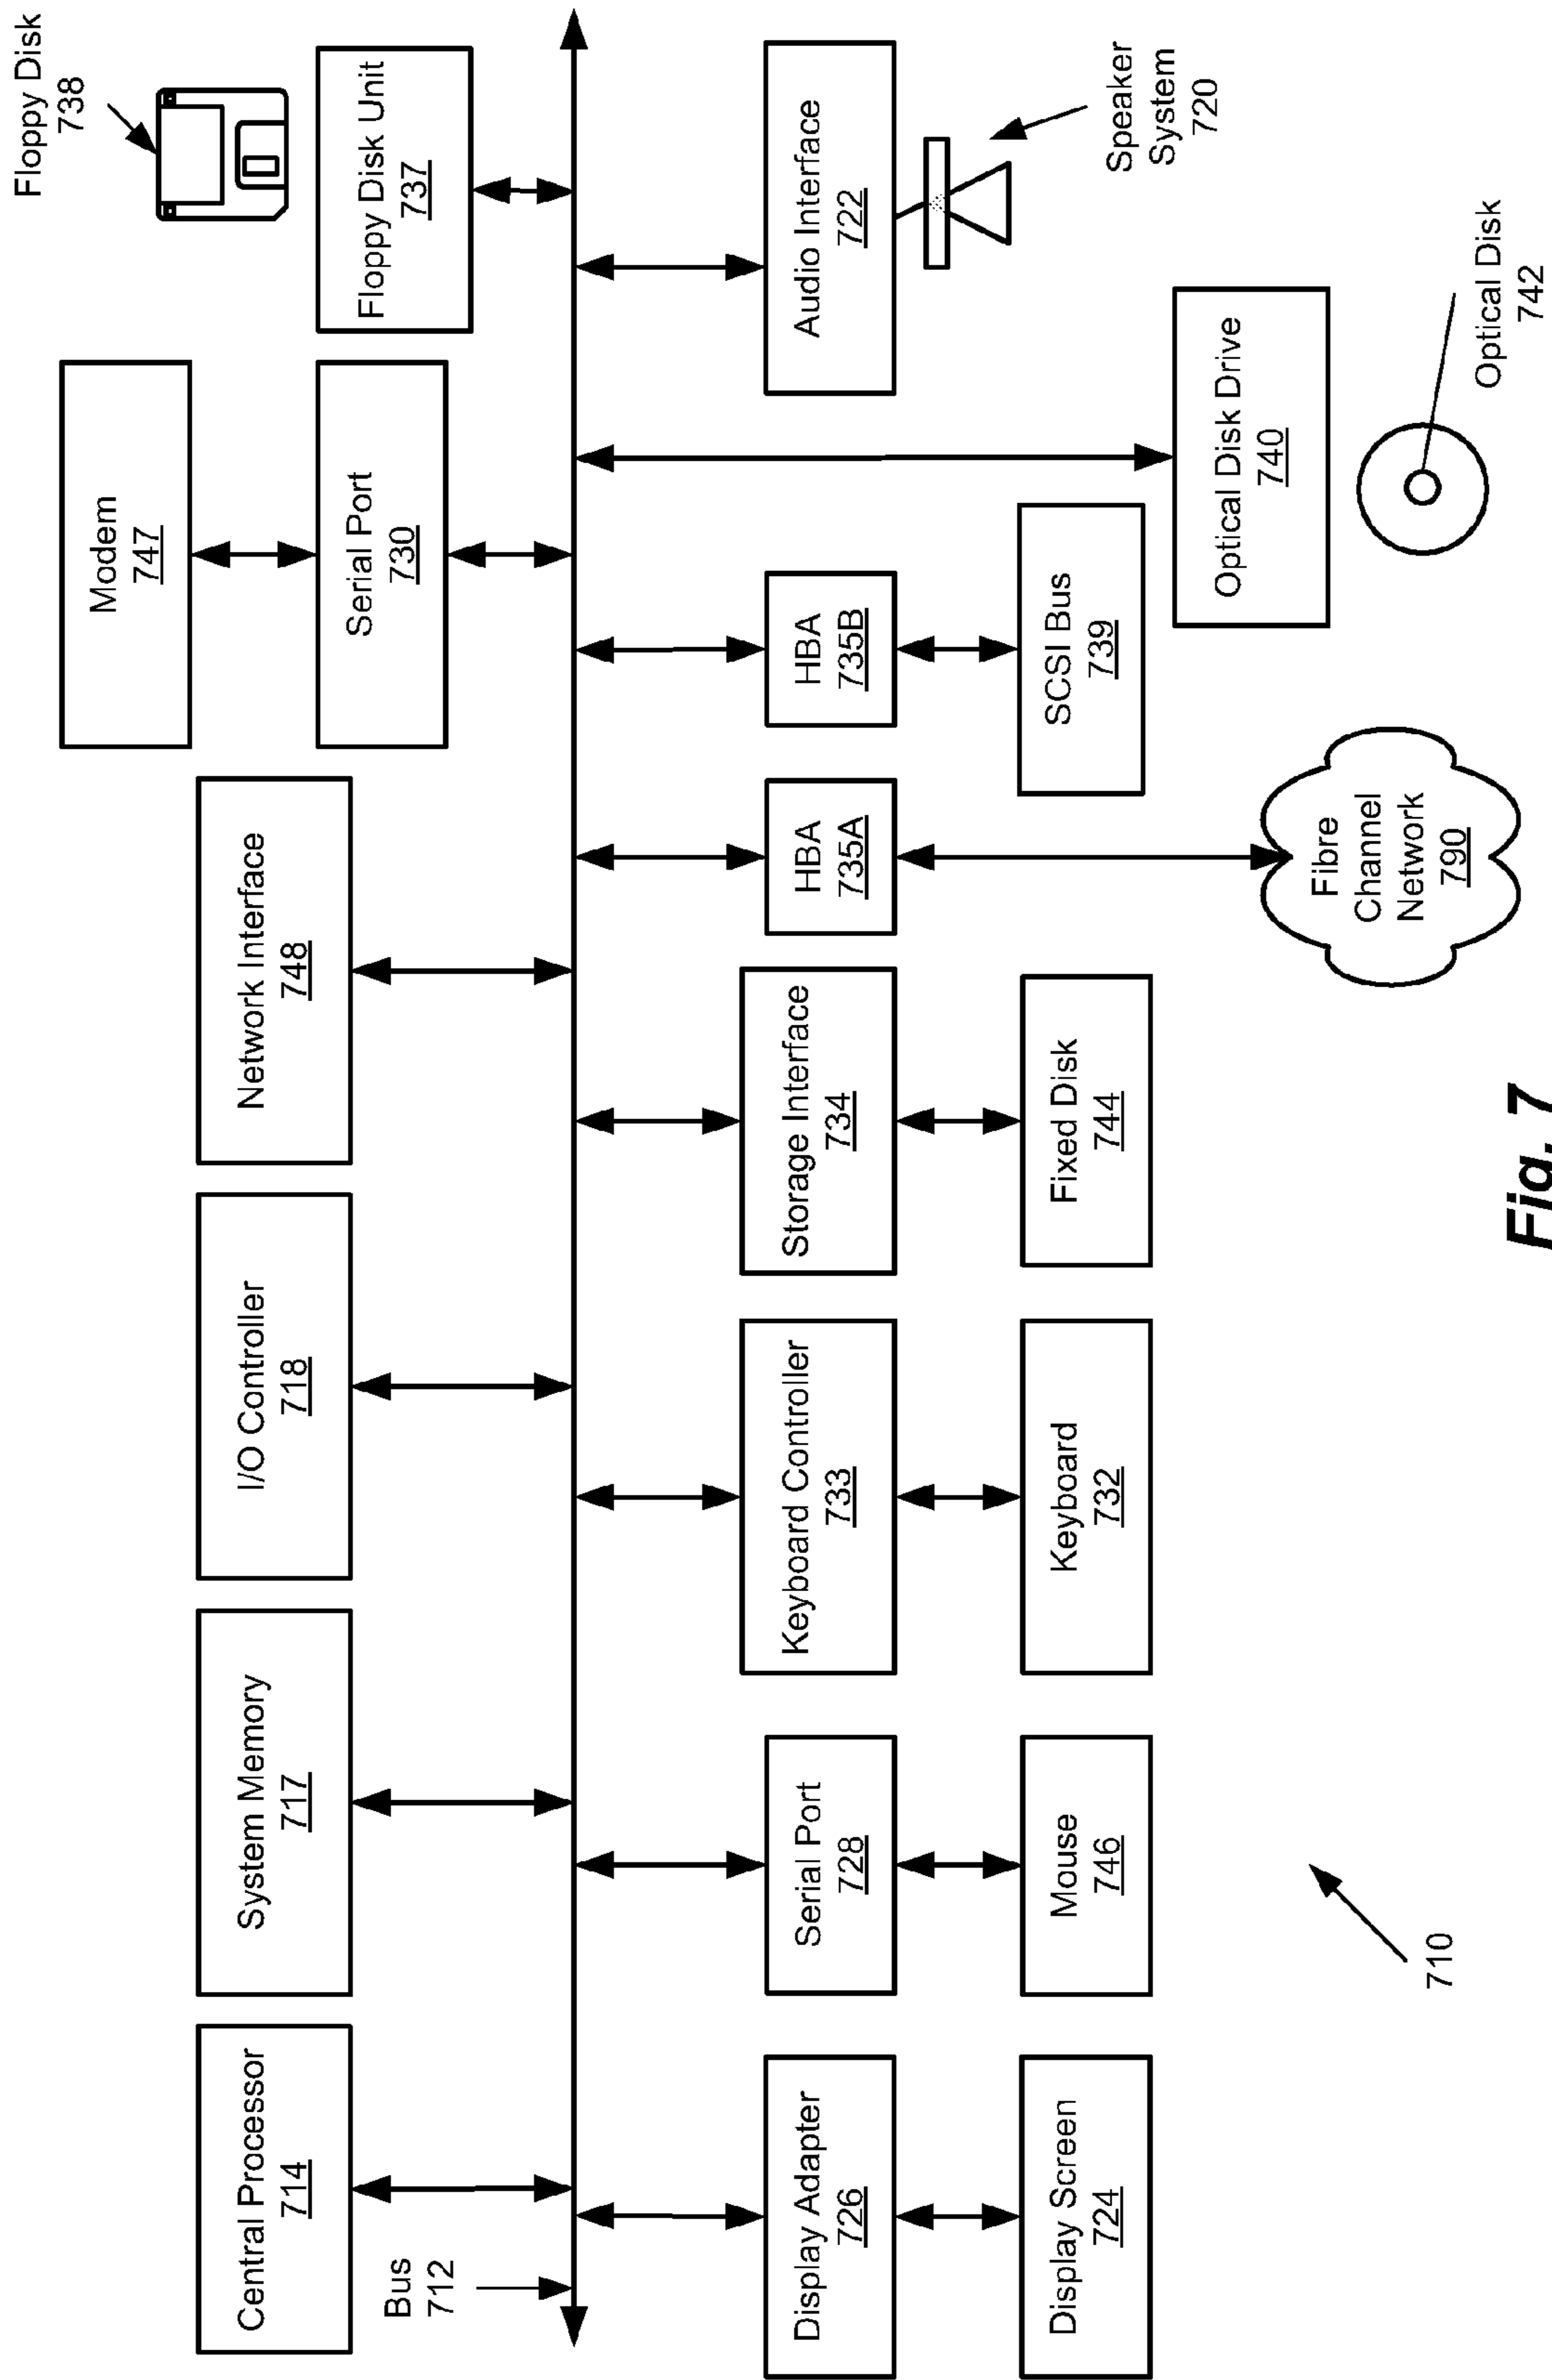 Floppy Disk
738
Modem
747
Central Processor
714
System Memory
717
I/O Controller
718
Network Interface
748
Serial Port
730
Floppy Disk Unit
737
Bus
712
Display Adapter
726
Serial Port
728
Keyboard Controller
733
Storage Interface
734
HBA
735A
HBA
735B
Audio Interface
722
Speaker
System
720
Display Screen
724
Mouse
746
Keyboard
732
Fixed Disk
744
SCSI Bus
739
Optical Disk Drive
740
Fibre
Channel
Network
790
Optical Disk
742
710
Fig. 7